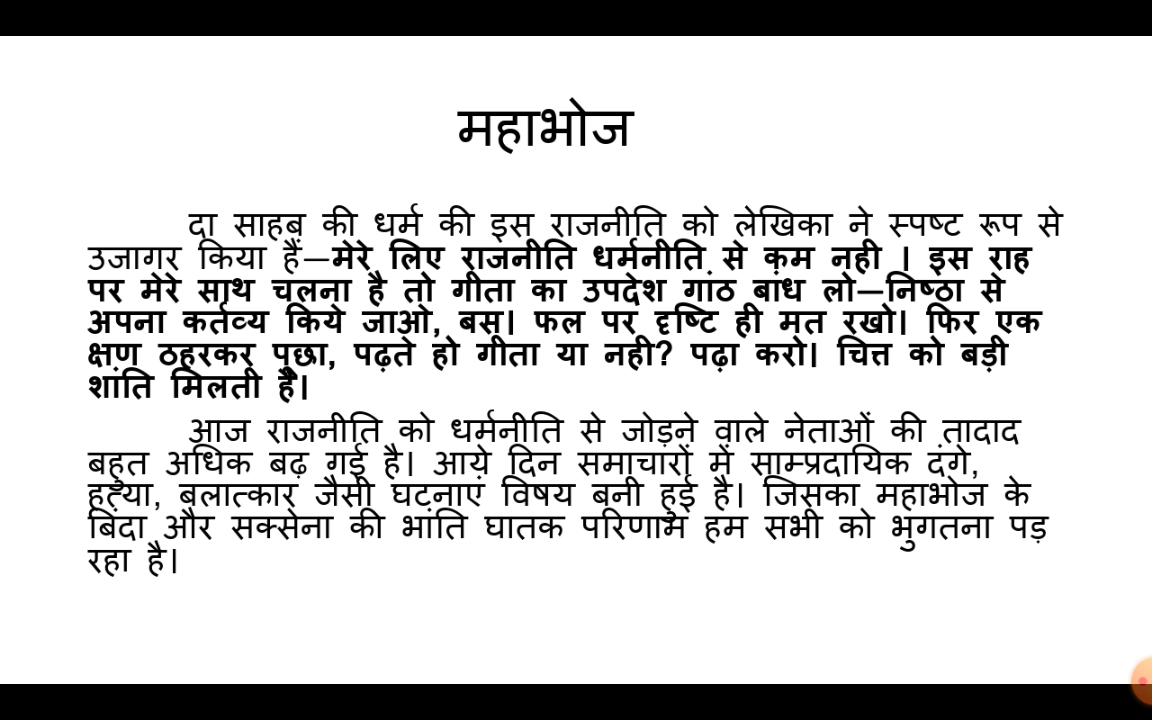 महाभोज
दा साहब की धर्म की इस राजनीति को लेखिका ने स्पष्ट रूप से
उजागर किया हैं—मेरे लिए राजनीति धर्मनीति से कम नही । इस राह
पर मेरे साथ चलना है तो गीता का उपदेश गाठ बांध लो—निष्ठा से
अपना कर्तव्य किये जाओ, बस। फल पर दृष्टि ही मत रखो। फिर एक
क्षण ठहरकर पूछा, पढ़ते हो गीता या नही? पढ़ा करो। चित्त को बड़ी
शांति मिलती है।
आज राजनीति को धर्मनीति से जोड़ने वाले नेताओं की तादाद
बहुत अधिक बढ़ गई है। आये दिन समाचारों में साम्प्रदायिक दंगे,
हत्या, बलात्कार जैसी घटनाएं विषय बनी हुई है। जिसका महाभोज के
बिंदा और सक्सेना की भांति घातक परिणाम हम सभी को भुगतना पड़
रहा है।